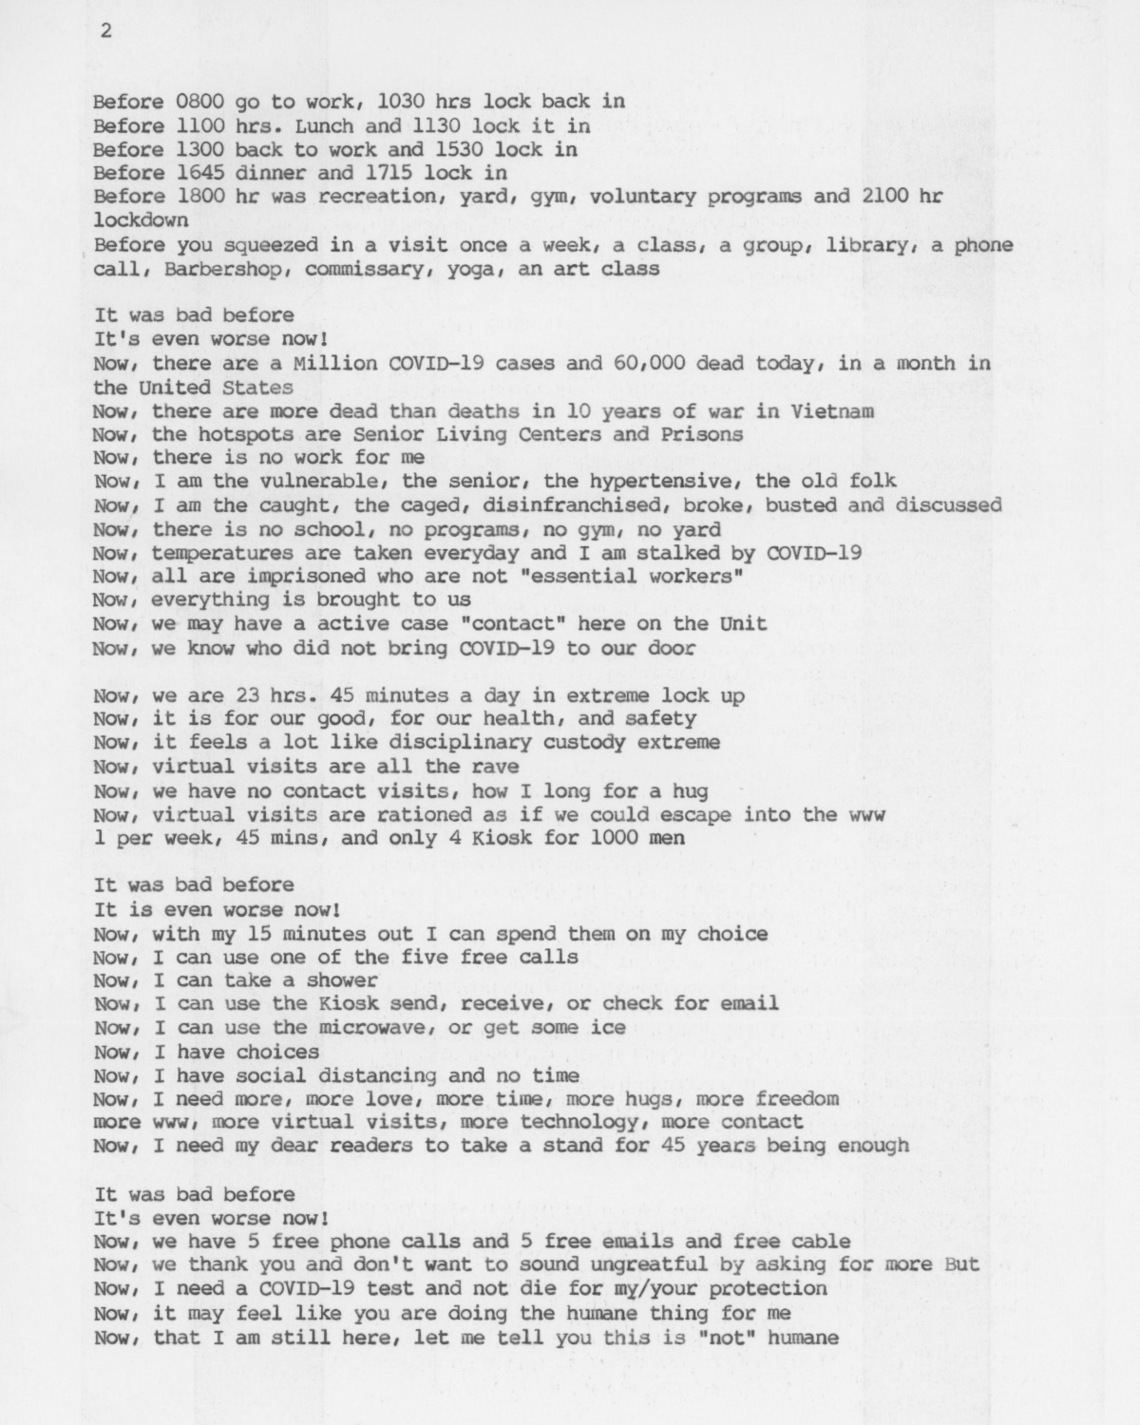 2
Before 0800 go to work, 1030 hrs lock back in
Before 1100 hrs. Lunch and 1130 lock it in
Before 1300 back to work and 1530 lock in
Before 1645 dinner and 1715 lock in
Before 1800 hr was recreation, yard, gym, voluntary programs and 2100 hr
lockdown
Before you squeezed in a visit once a week, a class, a group, library, a phone
call, Barbershop, commissary, yoga, an art class
It was bad before
It's even worse now!
Now, there are a Million COVID-19 cases and 60,000 dead today, in a month in
the United States
Now, there are more dead than deaths in 10 years of war in Vietnam
Now, the hotspots are Senior Living Centers and Prisons
Now, there is no work for me
Now, I am the vulnerable, the senior, the hypertensive, the old folk
Now, I am the caught, the caged, disinfranchised, broke, busted and discussed
Now, there is no school, no programs, no gym, no yard
Now, temperatures are taken everyday and I am stalked by COVID-19
Now, all are imprisoned who are not "essential workers"
Now, everything is brought to us
Now, we may have a active case "contact" here on the Unit
Now, we know who did not bring COVID-19 to our door
Now, we are 23 hrs. 45 minutes a day in extreme lock up
Now, it is for our good, for our health, and safety
Now, it feels a lot like disciplinary custody extreme
Now, virtual visits are all the rave
Now, we have no contact visits, how I long for a hug
Now, virtual visits are rationed as if we could escape into the www
1 per week, 45 mins, and only 4 Kiosk for 1000 men
It was bad before
It is even worse now!
Now, with my 15 minutes out I can spend them on my choice
Now, I can use one of the five free calls
Now, I can take a shower
Now, I can use the Kiosk send, receive, or check for email
Now, I can use the microwave, or get some ice
Now, I have choices
Now, I have social distancing and no time
Now, I need more, more love, more time, more hugs, more freedom
more www, more virtual visits, more technology, more contact
Now, I need my dear readers to take a stand for 45 years being enough
It was bad before
It's even worse now!
Now, we have 5 free phone calls and 5 free emails and free cable
Now, we thank you and don't want to sound ungreatful by asking for more But
Now, I need a COVID-19 test and not die for my/your protection
Now, it may feel like you are doing the humane thing for me
Now, that I am still here, let me tell you this is "not" humane